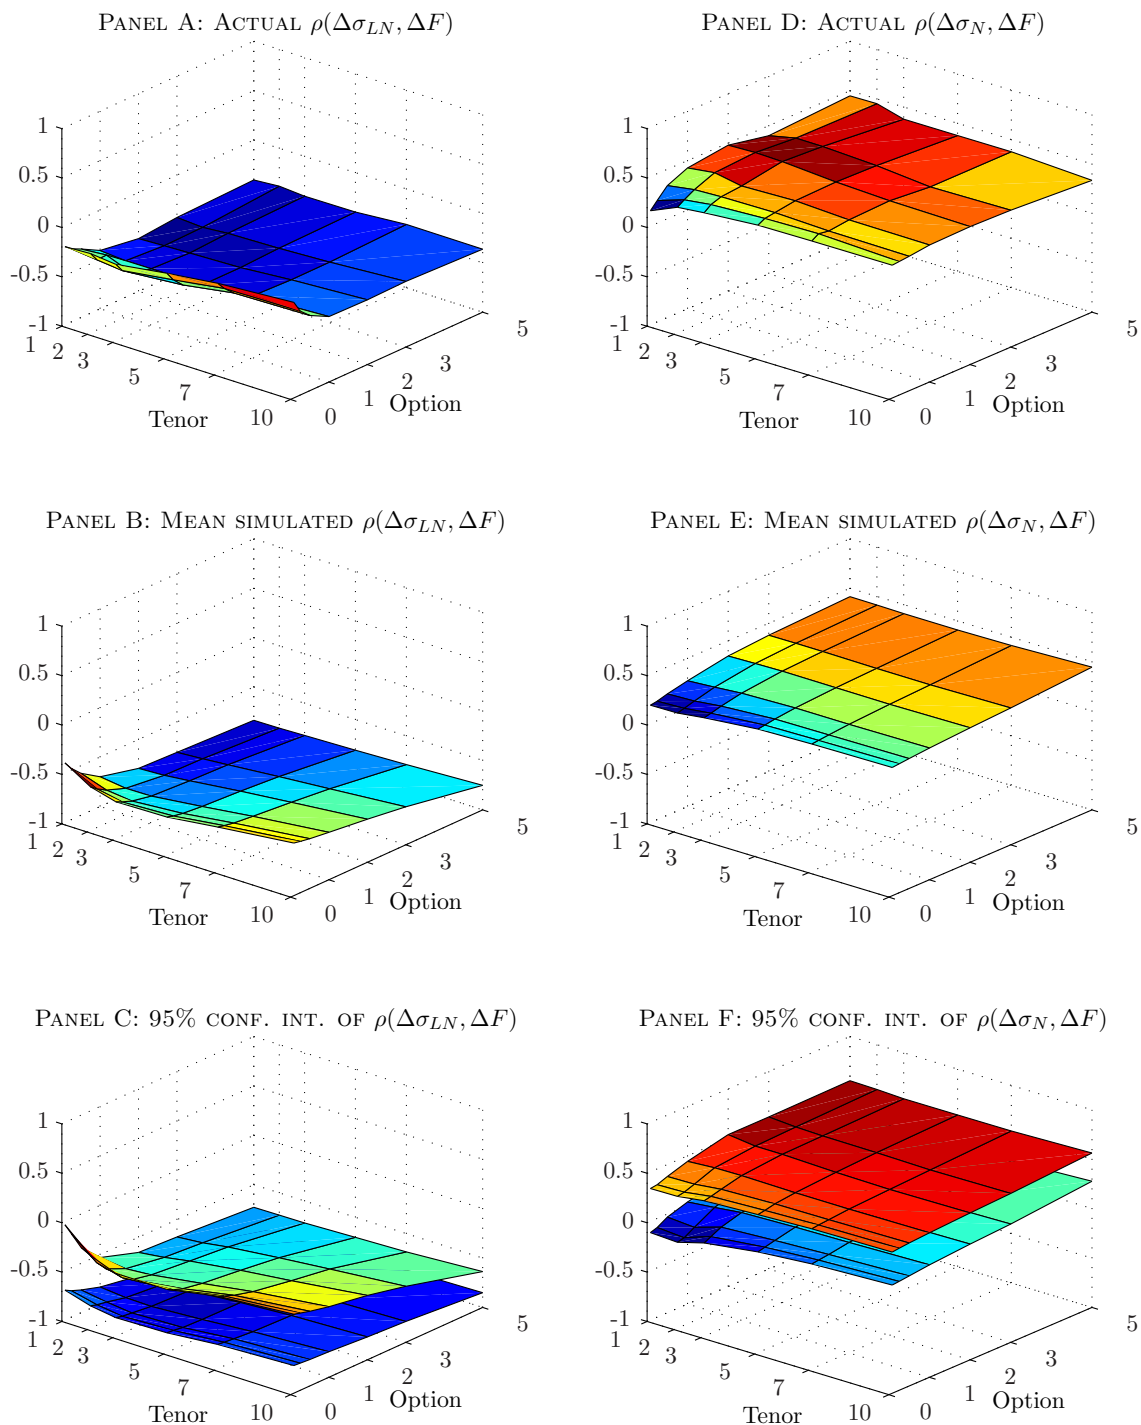 PANEL A: ACTUAL ρ(Δσ_LN, ΔF)
1
0.5
0
-0.5
-1
1 2 3 5 7 10
Tenor
0 1 2 3 5
Option
PANEL D: ACTUAL ρ(Δσ_N, ΔF)
1
0.5
0
-0.5
-1
1 2 3 5 7 10
Tenor
0 1 2 3 5
Option
PANEL B: MEAN SIMULATED ρ(Δσ_LN, ΔF)
1
0.5
0
-0.5
-1
1 2 3 5 7 10
Tenor
0 1 2 3 5
Option
PANEL E: MEAN SIMULATED ρ(Δσ_N, ΔF)
1
0.5
0
-0.5
-1
1 2 3 5 7 10
Tenor
0 1 2 3 5
Option
PANEL C: 95% CONF. INT. OF ρ(Δσ_LN, ΔF)
1
0.5
0
-0.5
-1
1 2 3 5 7 10
Tenor
0 1 2 3 5
Option
PANEL F: 95% CONF. INT. OF ρ(Δσ_N, ΔF)
1
0.5
0
-0.5
-1
1 2 3 5 7 10
Tenor
0 1 2 3 5
Option